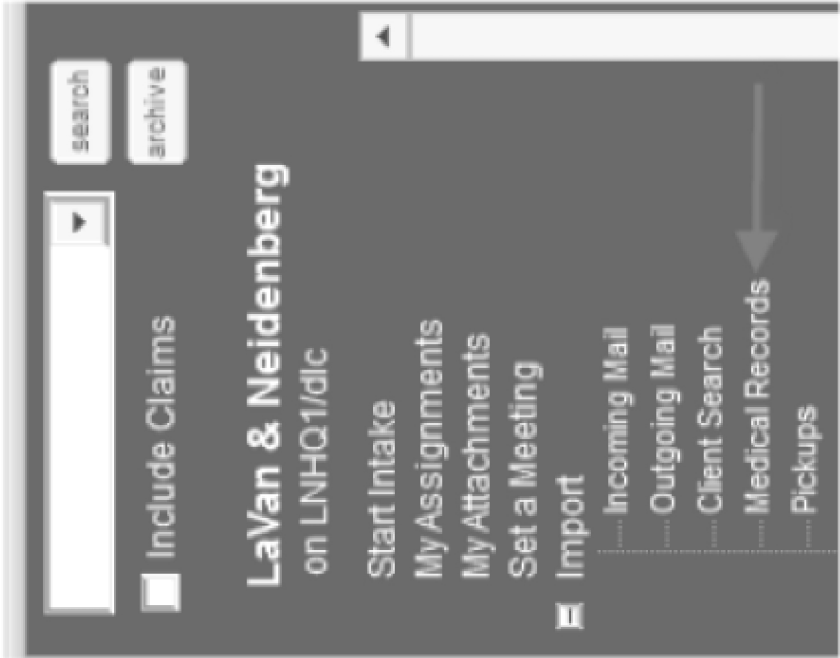 search
archive
Include Claims
LaVan & Neidenberg
on LNHQ1/dlc
Start Intake
My Assignments
My Attachments
Set a Meeting
Import
Incoming Mail
Outgoing Mail
Client Search
Medical Records
Pickups